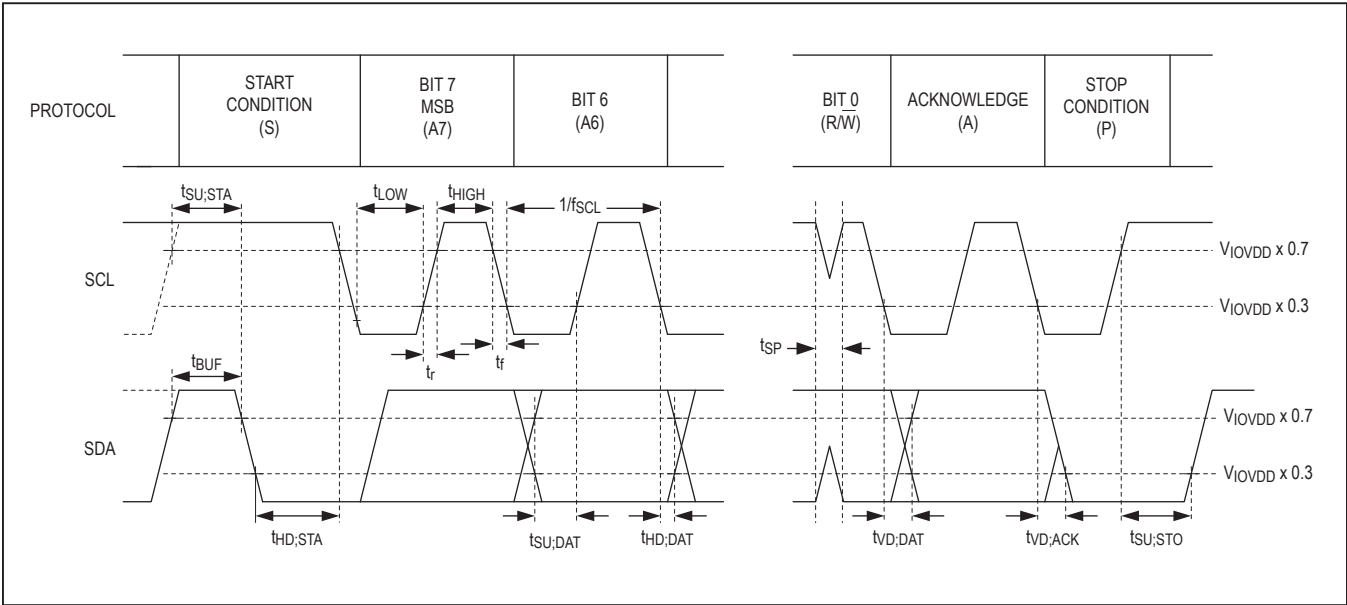 PROTOCOL
START
CONDITION
(S)
BIT 7
MSB
(A7)
BIT 6
(A6)
BIT 0
(R/W̅)
ACKNOWLEDGE
(A)
STOP
CONDITION
(P)
tSU;STA
tLOW
tHIGH
1/fSCL
SCL
VIOVDD x 0.7
VIOVDD x 0.3
tr
tf
tSP
tBUF
SDA
VIOVDD x 0.7
VIOVDD x 0.3
tHD;STA
tSU;DAT
tHD;DAT
tVD;DAT
tVD;ACK
tSU;STO